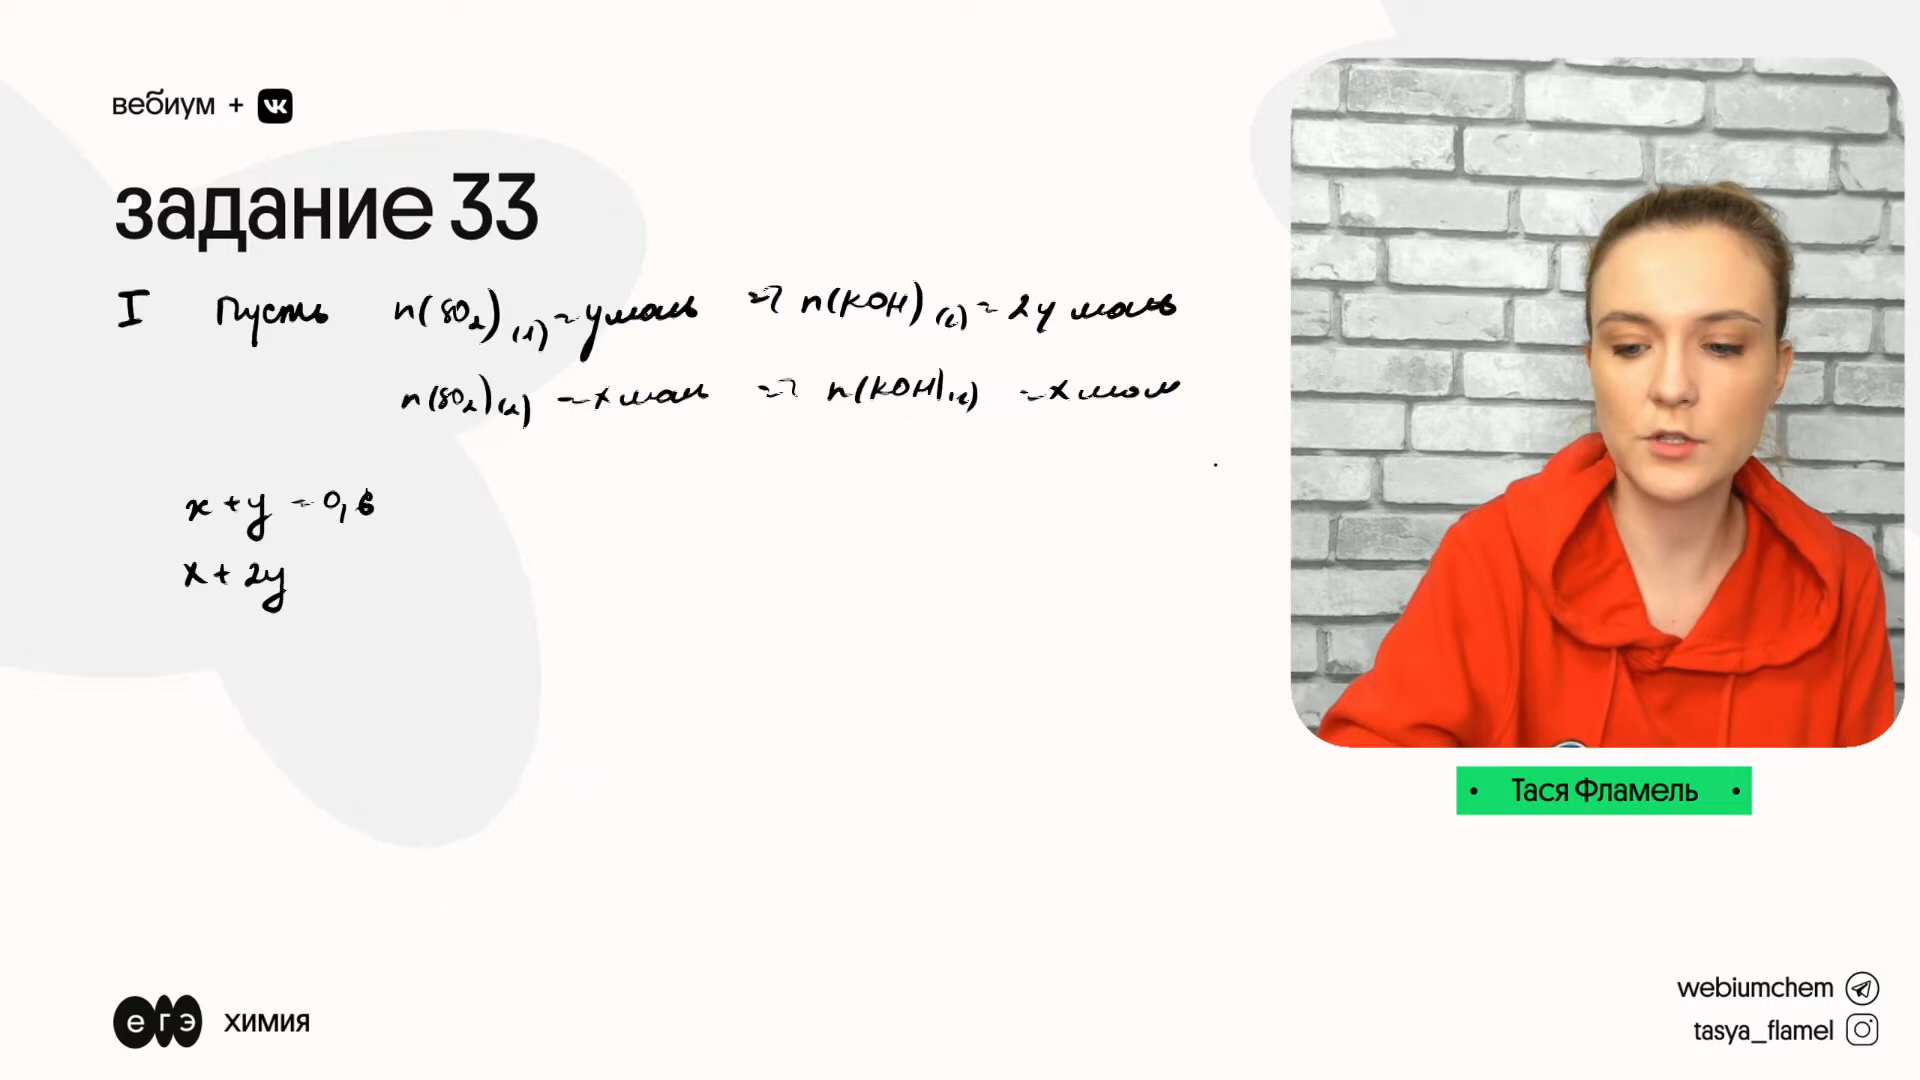 вебиум +
задание 33
I Пусть n(SO₂)₍₁₎ = y моль => n(KOH)₍₁₎ = 2y моль
n(SO₂)₍₂₎ = x моль => n(KOH)₍₂₎ = x моль
x + y = 0,6
x + 2y
• Тася Фламель •
егэ химия
webiumchem
tasya_flamel